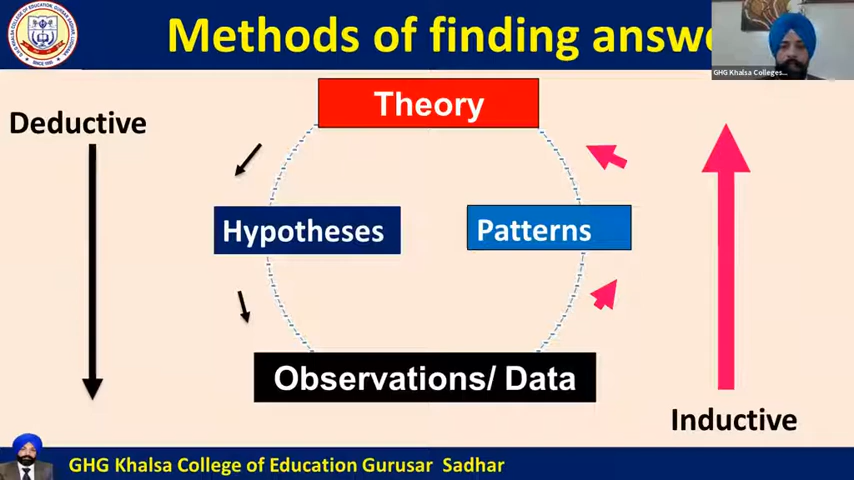 Methods of finding answe
GHG Khalsa Colleges...
Theory
Deductive
Hypotheses
Patterns
Observations/ Data
Inductive
GHG Khalsa College of Education Gurusar Sadhar